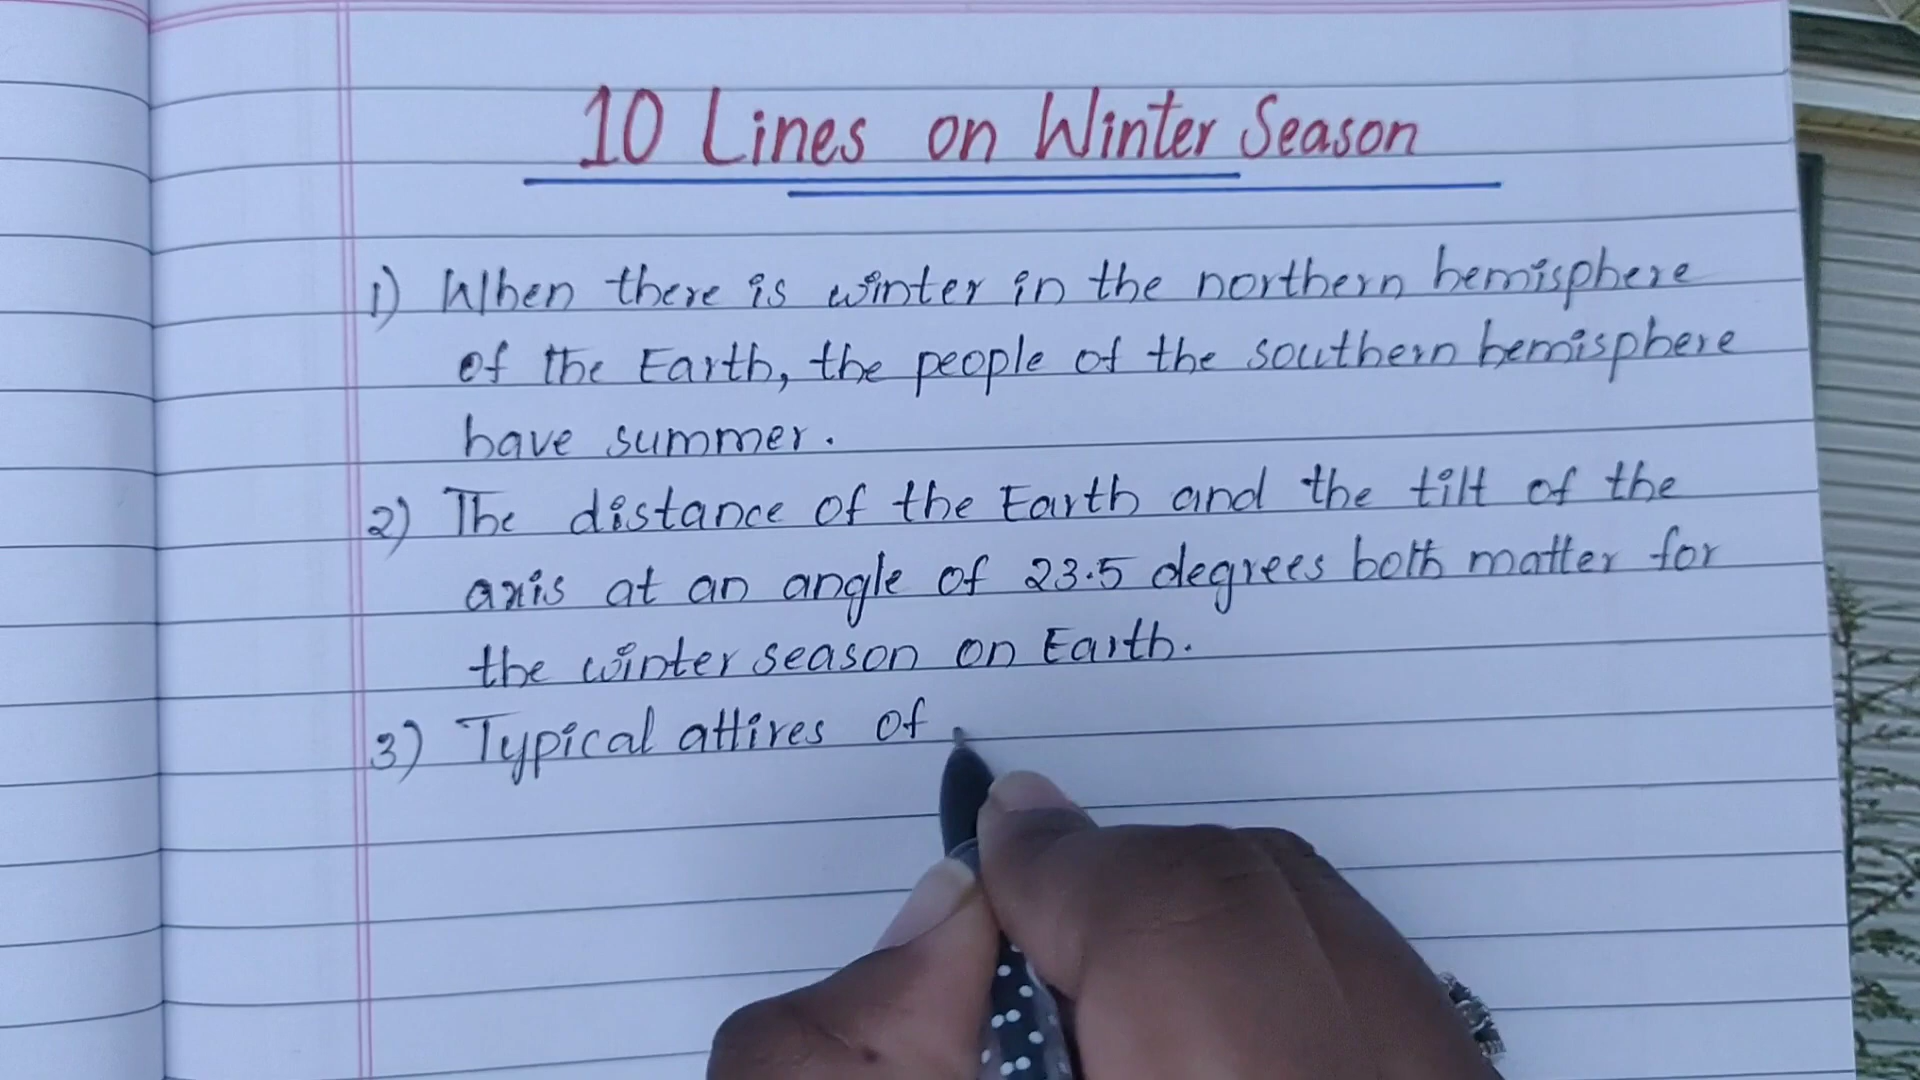 10 Lines on Winter Season
1) When there is winter in the northern hemisphere
of the Earth, the people of the southern hemisphere
have summer.
2) The distance of the Earth and the tilt of the
axis at an angle of 23.5 degrees both matter for
the winter season on Earth.
3) Typical attires of